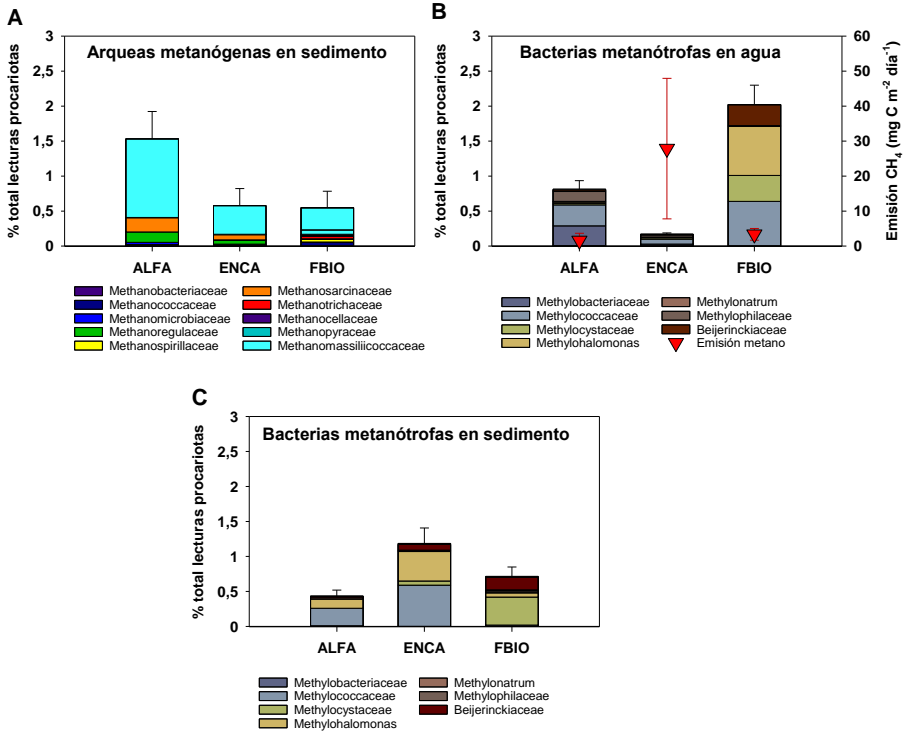 A
Arqueas metanógenas en sedimento
% total lecturas procariotas
3
2,5
2
1,5
1
0,5
0
ALFA ENCA FBIO
Methanobacteriaceae
Methanococcaceae
Methanomicrobiaceae
Methanoregulaceae
Methanospirillaceae
Methanosarcinaceae
Methanotrichaceae
Methanocellaceae
Methanopyraceae
Methanomassiliicoccaceae
B
Bacterias metanótrofas en agua
% total lecturas procariotas
3
2,5
2
1,5
1
0,5
0
60
50
40
30
20
10
0
Emisión CH4 (mg C m-2 día-1)
ALFA ENCA FBIO
Methylobacteriaceae
Methylococcaceae
Methylocystaceae
Methylohalomonas
Methylonatrum
Methylophilaceae
Beijerinckiaceae
Emisión metano
C
Bacterias metanótrofas en sedimento
% total lecturas procariotas
3
2,5
2
1,5
1
0,5
0
ALFA ENCA FBIO
Methylobacteriaceae
Methylococcaceae
Methylocystaceae
Methylohalomonas
Methylonatrum
Methylophilaceae
Beijerinckiaceae